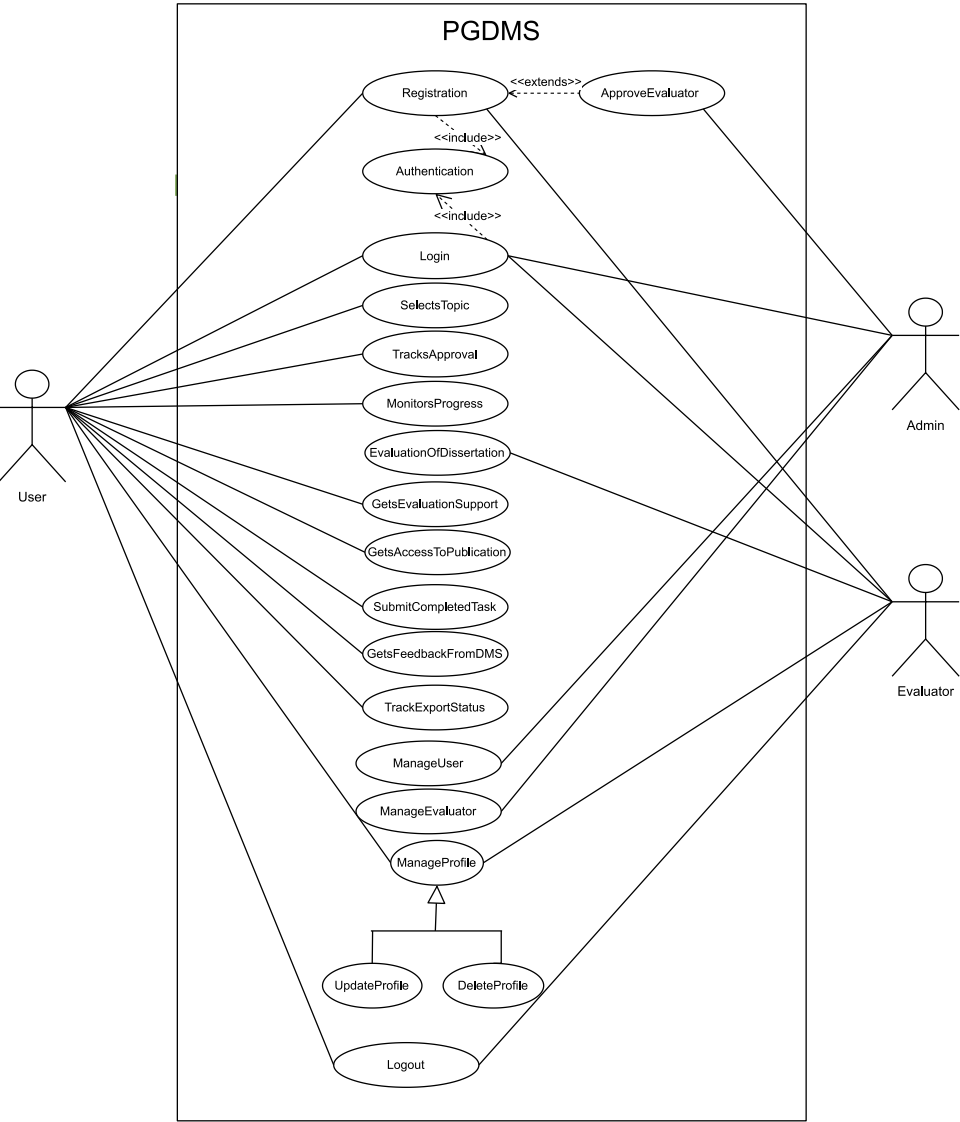 PGDMS
Registration
<<extends>>
ApproveEvaluator
<<include>>
Authentication
<<include>>
Login
SelectsTopic
TracksApproval
MonitorsProgress
EvaluationOfDissertation
GetsEvaluationSupport
GetsAccessToPublication
SubmitCompletedTask
GetsFeedbackFromDMS
TrackExportStatus
ManageUser
ManageEvaluator
ManageProfile
UpdateProfile
DeleteProfile
Logout
User
Admin
Evaluator